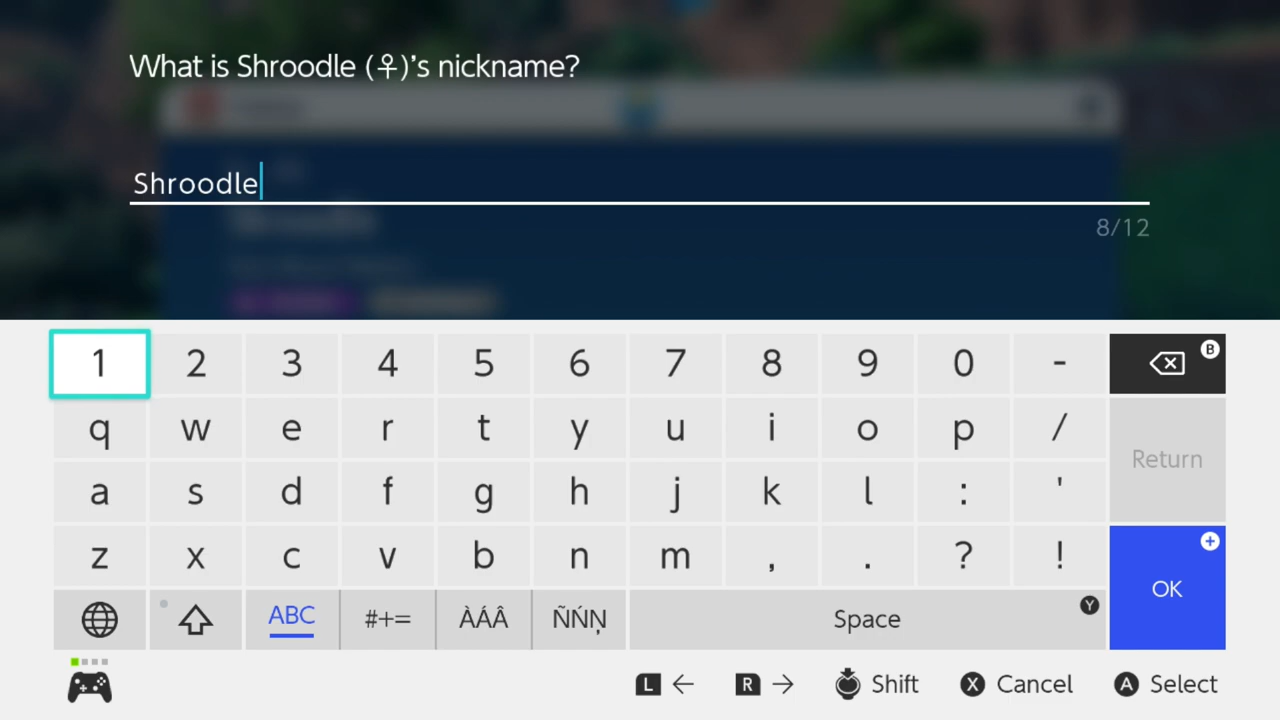 What is Shroodle (♀)'s nickname?
Shroodle
8/12
1 2 3 4 5 6 7 8 9 0 - B
q w e r t y u i o p /
Return
a s d f g h j k l : '
z x c v b n m , . ? !
+ OK
ABC #+= ÀÁÂ ÑŃŅ Space Y
L ← R → Shift X Cancel A Select